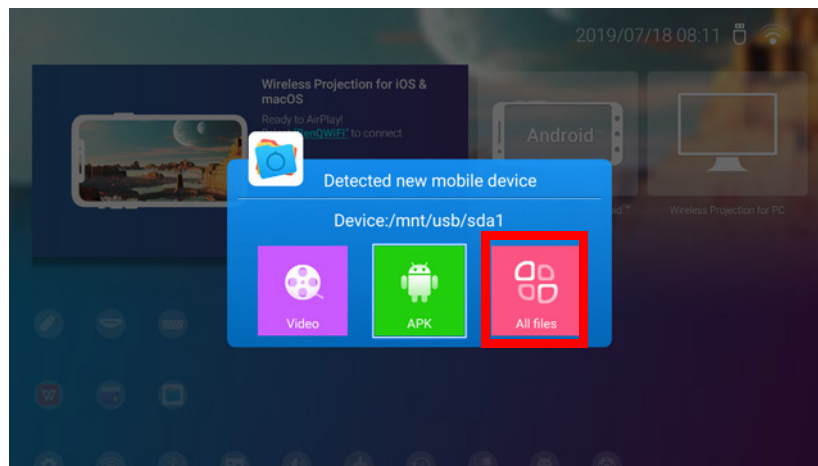 2019/07/18 08:11
Wireless Projection for iOS &
macOS
Ready to AirPlay!
"BenQWiFi" to connect.
Android
Detected new mobile device
Device:/mnt/usb/sda1
Wireless Projection for PC
Video
APK
All files